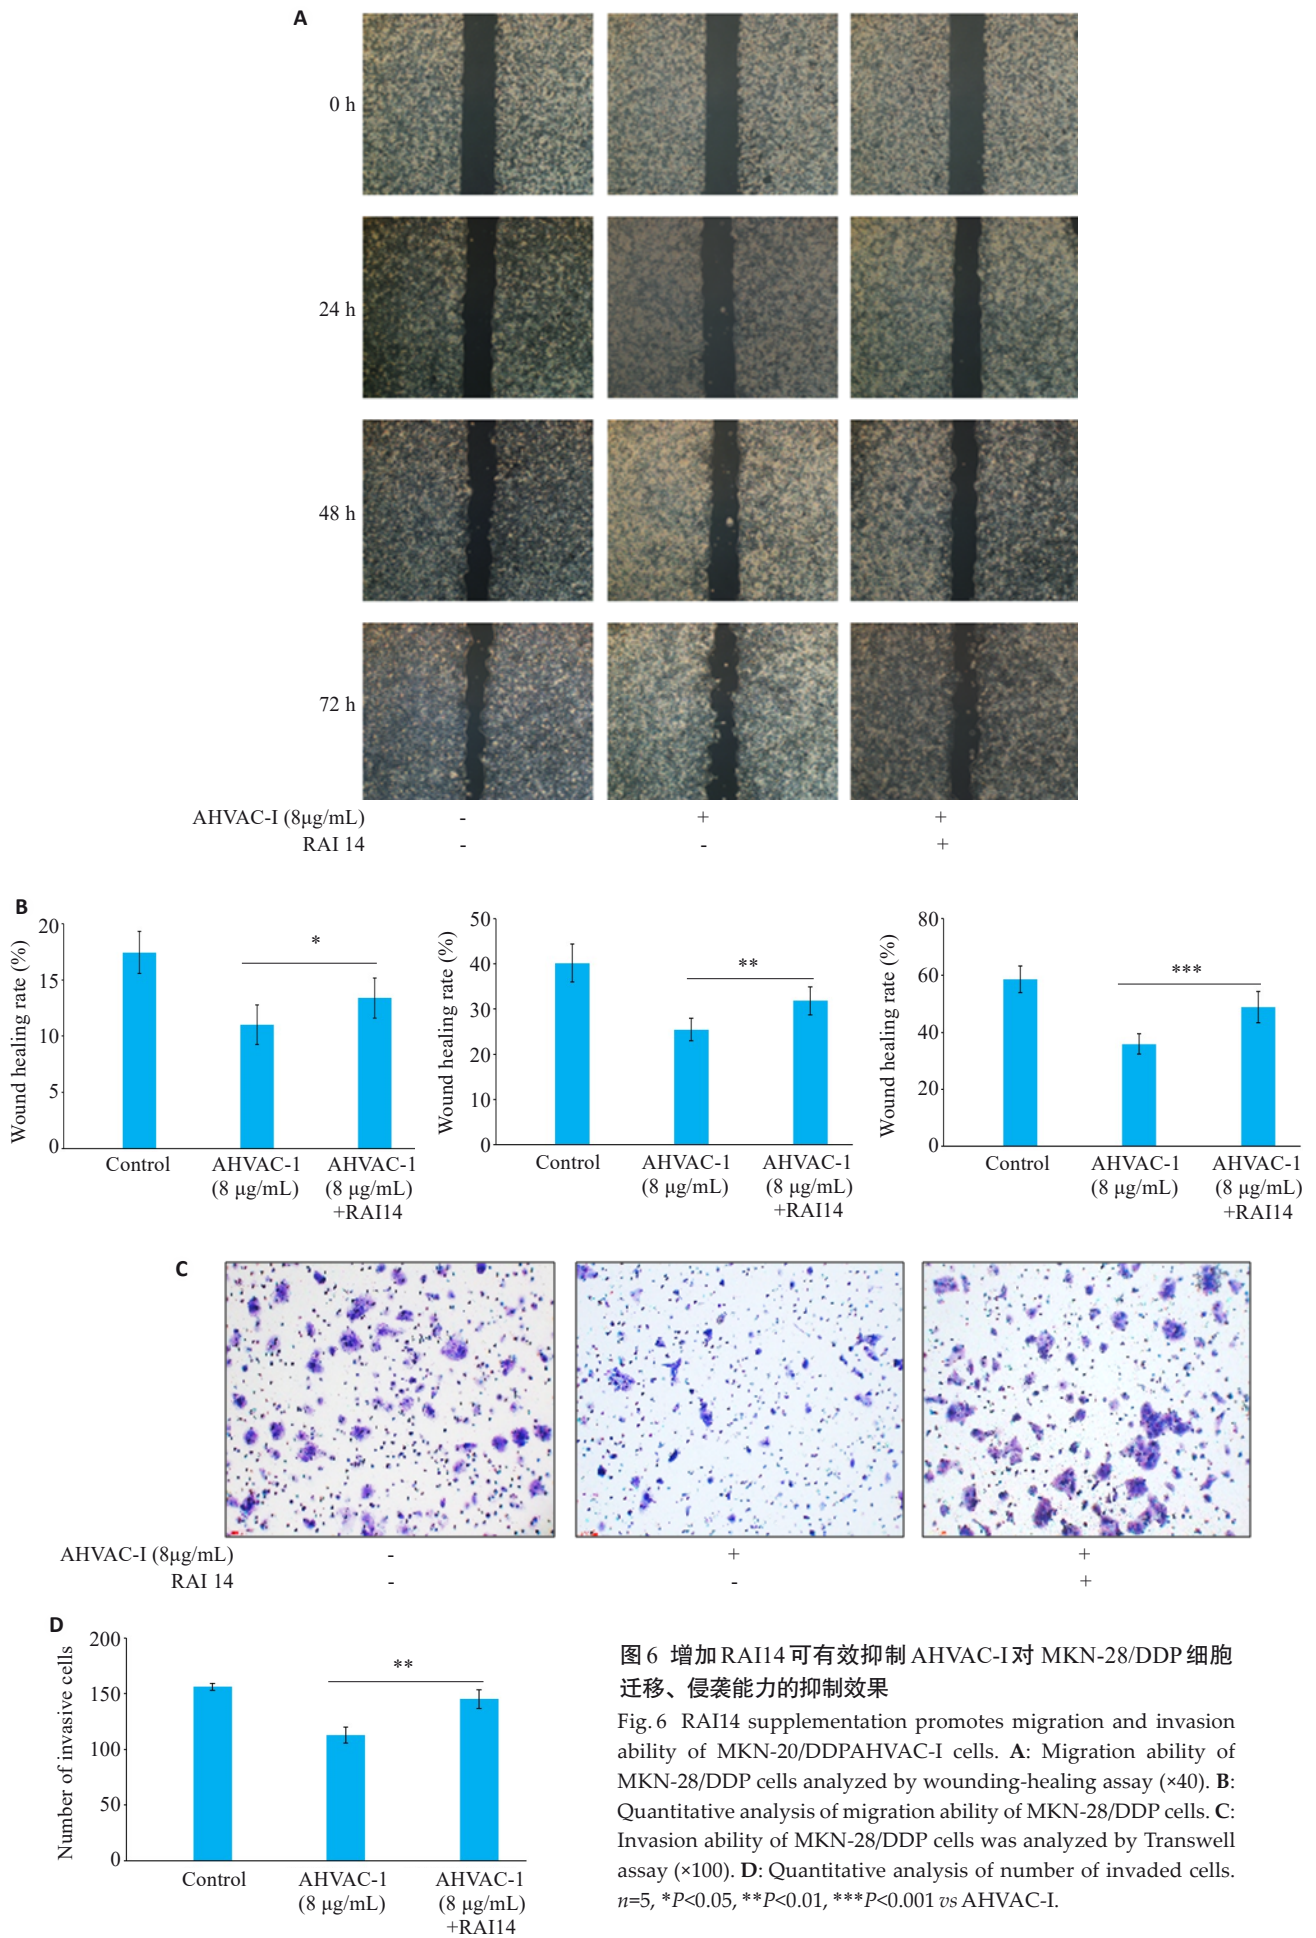 A
0 h
24 h
48 h
72 h
AHVAC-I (8μg/mL) - + +
RAI 14 - - +
B
Wound healing rate (%)
20
15
10
5
0
*
Control
AHVAC-1
(8 μg/mL)
AHVAC-1
(8 μg/mL)
+RAI14
Wound healing rate (%)
50
40
30
20
10
0
**
Control
AHVAC-1
(8 μg/mL)
AHVAC-1
(8 μg/mL)
+RAI14
Wound healing rate (%)
80
60
40
20
0
***
Control
AHVAC-1
(8 μg/mL)
AHVAC-1
(8 μg/mL)
+RAI14
C
AHVAC-I (8μg/mL) - + +
RAI 14 - - +
D
Number of invasive cells
200
150
100
50
0
**
Control
AHVAC-1
(8 μg/mL)
AHVAC-1
(8 μg/mL)
+RAI14
图6 增加RAI14可有效抑制AHVAC-I对 MKN-28/DDP细胞
迁移、侵袭能力的抑制效果
Fig. 6 RAI14 supplementation promotes migration and invasion
ability of MKN-20/DDPAHVAC-I cells. A: Migration ability of
MKN-28/DDP cells analyzed by wounding-healing assay (×40). B:
Quantitative analysis of migration ability of MKN-28/DDP cells. C:
Invasion ability of MKN-28/DDP cells was analyzed by Transwell
assay (×100). D: Quantitative analysis of number of invaded cells.
n=5, *P<0.05, **P<0.01, ***P<0.001 vs AHVAC-I.